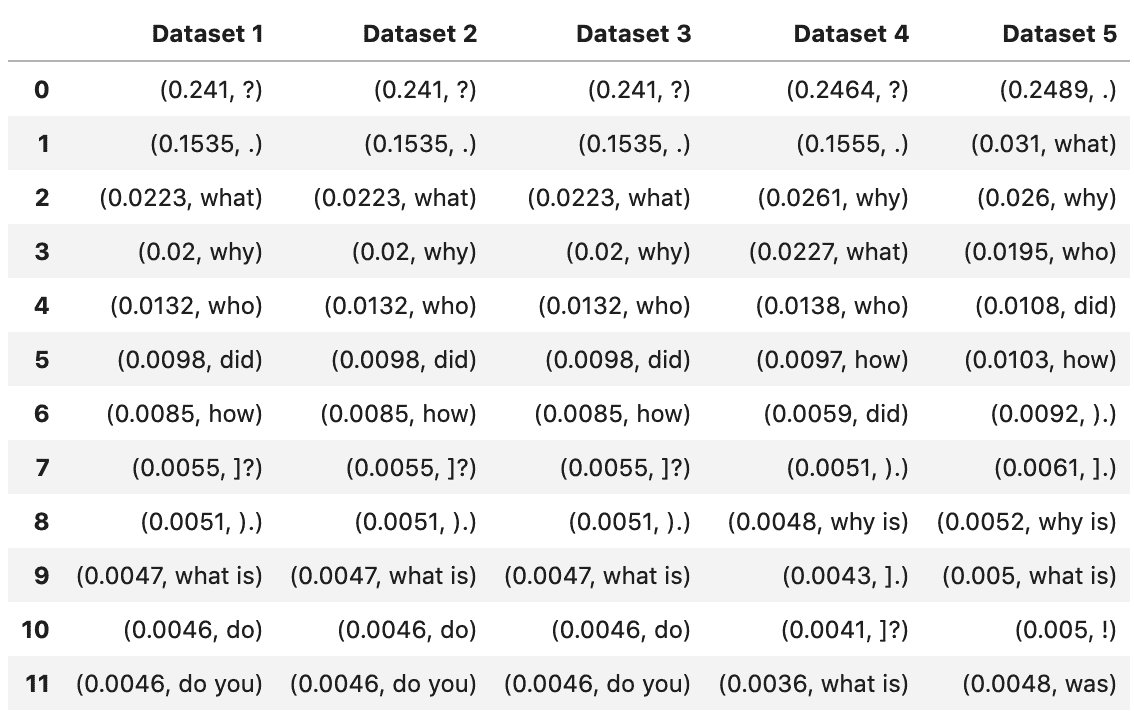 Dataset 1 Dataset 2 Dataset 3 Dataset 4 Dataset 5
0 (0.241, ?) (0.241, ?) (0.241, ?) (0.2464, ?) (0.2489, .)
1 (0.1535, .) (0.1535, .) (0.1535, .) (0.1555, .) (0.031, what)
2 (0.0223, what) (0.0223, what) (0.0223, what) (0.0261, why) (0.026, why)
3 (0.02, why) (0.02, why) (0.02, why) (0.0227, what) (0.0195, who)
4 (0.0132, who) (0.0132, who) (0.0132, who) (0.0138, who) (0.0108, did)
5 (0.0098, did) (0.0098, did) (0.0098, did) (0.0097, how) (0.0103, how)
6 (0.0085, how) (0.0085, how) (0.0085, how) (0.0059, did) (0.0092, ).)
7 (0.0055, ]?) (0.0055, ]?) (0.0055, ]?) (0.0051, ).) (0.0061, ].)
8 (0.0051, ).) (0.0051, ).) (0.0051, ).) (0.0048, why is) (0.0052, why is)
9 (0.0047, what is) (0.0047, what is) (0.0047, what is) (0.0043, ].) (0.005, what is)
10 (0.0046, do) (0.0046, do) (0.0046, do) (0.0041, ]?) (0.005, !)
11 (0.0046, do you) (0.0046, do you) (0.0046, do you) (0.0036, what is) (0.0048, was)